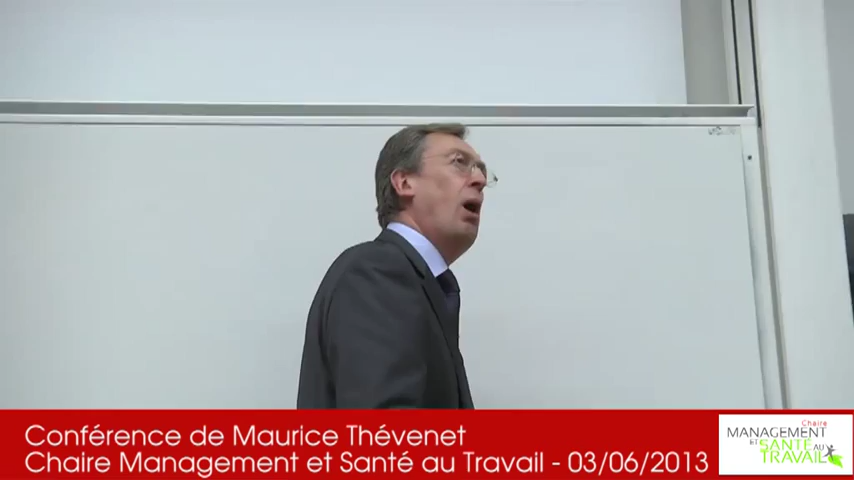 Conférence de Maurice Thévenet
Chaire Management et Santé au Travail - 03/06/2013
Chaire
MANAGEMENT
ET
SANTÉ AU
TRAVAIL